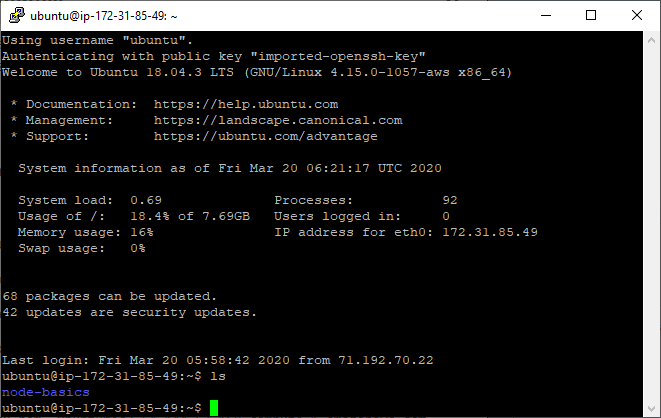 ubuntu@ip-172-31-85-49: ~
Using username "ubuntu".
Authenticating with public key "imported-openssh-key"
Welcome to Ubuntu 18.04.3 LTS (GNU/Linux 4.15.0-1057-aws x86_64)
* Documentation:  https://help.ubuntu.com
* Management:     https://landscape.canonical.com
* Support:        https://ubuntu.com/advantage
System information as of Fri Mar 20 06:21:17 UTC 2020
System load:  0.69              Processes:           92
Usage of /:   18.4% of 7.69GB   Users logged in:     0
Memory usage: 16%               IP address for eth0: 172.31.85.49
Swap usage:   0%
68 packages can be updated.
42 updates are security updates.
Last login: Fri Mar 20 05:58:42 2020 from 71.192.70.22
ubuntu@ip-172-31-85-49:~$ ls
node-basics
ubuntu@ip-172-31-85-49:~$